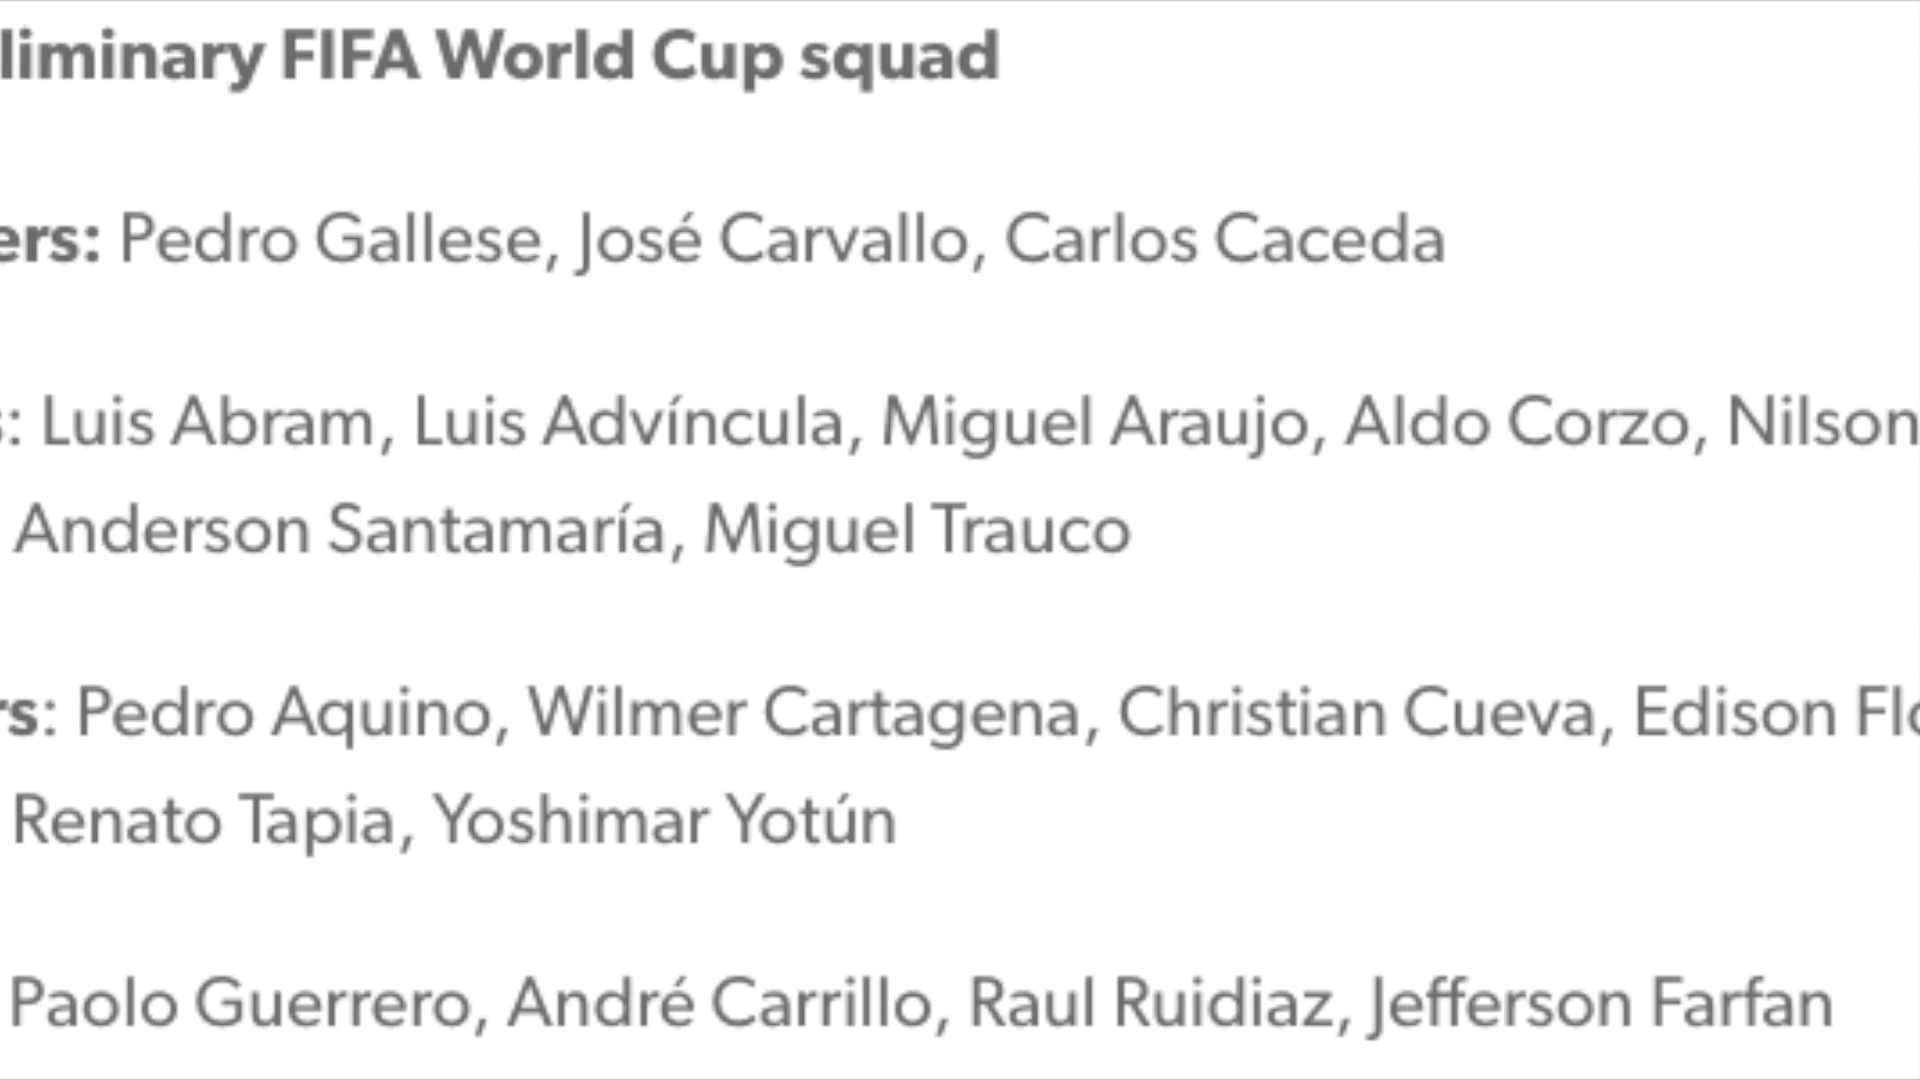 liminary FIFA World Cup squad
ers: Pedro Gallese, José Carvallo, Carlos Caceda
s: Luis Abram, Luis Advíncula, Miguel Araujo, Aldo Corzo, Nilson
Anderson Santamaría, Miguel Trauco
rs: Pedro Aquino, Wilmer Cartagena, Christian Cueva, Edison Flo
Renato Tapia, Yoshimar Yotún
Paolo Guerrero, André Carrillo, Raul Ruidiaz, Jefferson Farfan